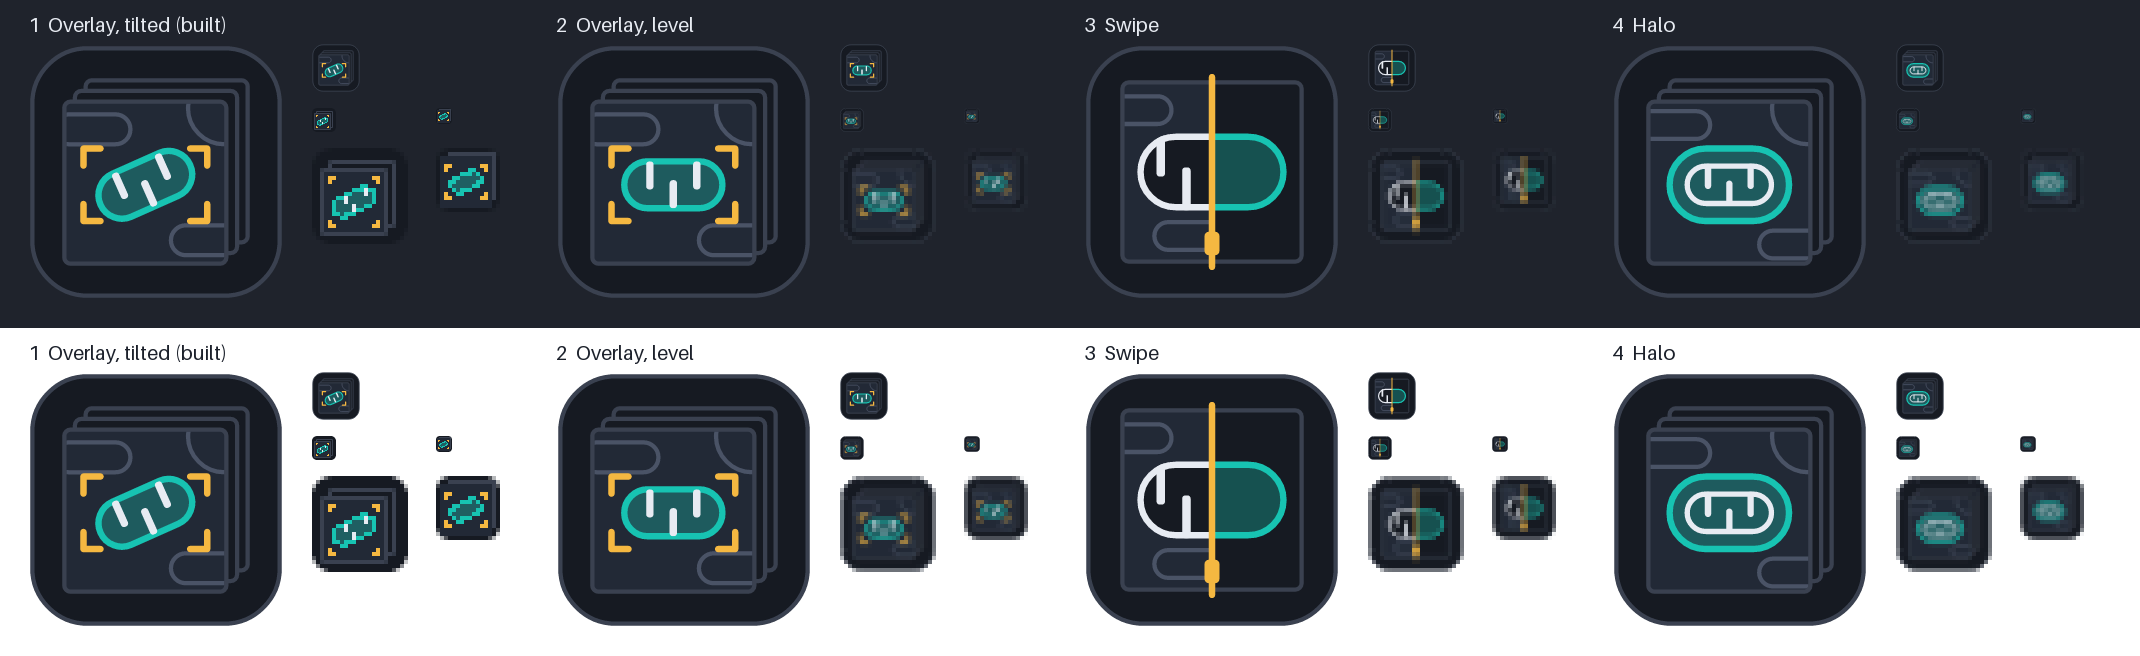 1 Overlay, tilted (built)
2 Overlay, level
3 Swipe
4 Halo
1 Overlay, tilted (built)
2 Overlay, level
3 Swipe
4 Halo